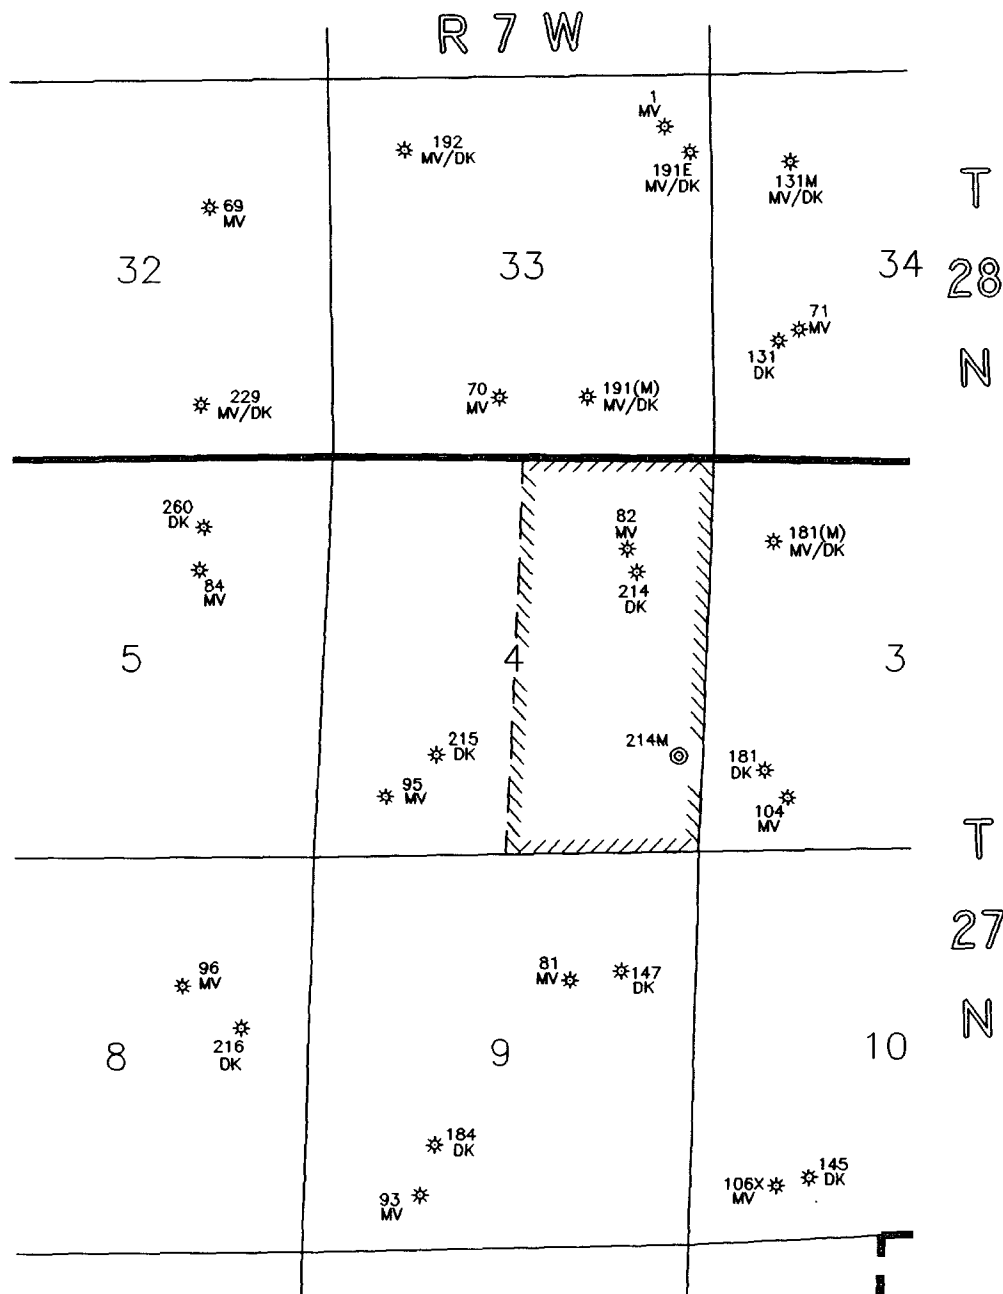 R 7 W
1
MV
192
MV/DK
191E
MV/DK
131M
MV/DK
T
69
MV
32
33
34
28
71
MV
131
DK
N
229
MV/DK
70
MV
191(M)
MV/DK
260
DK
82
MV
181(M)
MV/DK
84
MV
214
DK
5
4
3
215
DK
214M
181
DK
95
MV
104
MV
T
27
96
MV
81
MV
147
DK
N
216
DK
8
9
10
184
DK
145
DK
106X
MV
93
MV